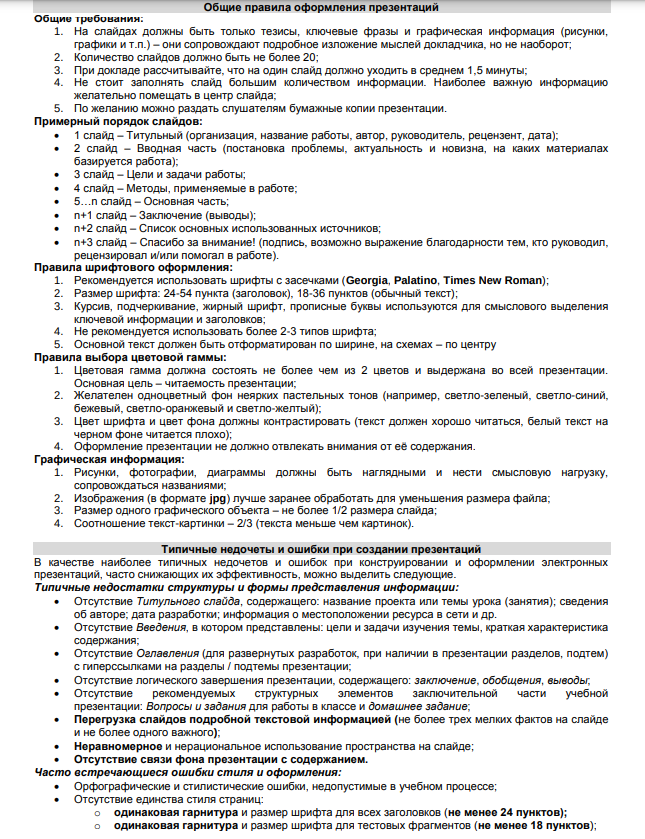 Общие правила оформления презентаций
Общие требования:
1. На слайдах должны быть только тезисы, ключевые фразы и графическая информация (рисунки,
графики и т.п.) – они сопровождают подробное изложение мыслей докладчика, но не наоборот;
2. Количество слайдов должно быть не более 20;
3. При докладе рассчитывайте, что на один слайд должно уходить в среднем 1,5 минуты;
4. Не стоит заполнять слайд большим количеством информации. Наиболее важную информацию
желательно помещать в центр слайда;
5. По желанию можно раздать слушателям бумажные копии презентации.
Примерный порядок слайдов:
• 1 слайд – Титульный (организация, название работы, автор, руководитель, рецензент, дата);
• 2 слайд – Вводная часть (постановка проблемы, актуальность и новизна, на каких материалах
базируется работа);
• 3 слайд – Цели и задачи работы;
• 4 слайд – Методы, применяемые в работе;
• 5…n слайд – Основная часть;
• n+1 слайд – Заключение (выводы);
• n+2 слайд – Список основных использованных источников;
• n+3 слайд – Спасибо за внимание! (подпись, возможно выражение благодарности тем, кто руководил,
рецензировал и/или помогал в работе).
Правила шрифтового оформления:
1. Рекомендуется использовать шрифты с засечками (Georgia, Palatino, Times New Roman);
2. Размер шрифта: 24-54 пункта (заголовок), 18-36 пунктов (обычный текст);
3. Курсив, подчеркивание, жирный шрифт, прописные буквы используются для смыслового выделения
ключевой информации и заголовков;
4. Не рекомендуется использовать более 2-3 типов шрифта;
5. Основной текст должен быть отформатирован по ширине, на схемах – по центру
Правила выбора цветовой гаммы:
1. Цветовая гамма должна состоять не более чем из 2 цветов и выдержана во всей презентации.
Основная цель – читаемость презентации;
2. Желателен одноцветный фон неярких пастельных тонов (например, светло-зеленый, светло-синий,
бежевый, светло-оранжевый и светло-желтый);
3. Цвет шрифта и цвет фона должны контрастировать (текст должен хорошо читаться, белый текст на
черном фоне читается плохо);
4. Оформление презентации не должно отвлекать внимания от её содержания.
Графическая информация:
1. Рисунки, фотографии, диаграммы должны быть наглядными и нести смысловую нагрузку,
сопровождаться названиями;
2. Изображения (в формате jpg) лучше заранее обработать для уменьшения размера файла;
3. Размер одного графического объекта – не более 1/2 размера слайда;
4. Соотношение текст-картинки – 2/3 (текста меньше чем картинок).
Типичные недочеты и ошибки при создании презентаций
В качестве наиболее типичных недочетов и ошибок при конструировании и оформлении электронных
презентаций, часто снижающих их эффективность, можно выделить следующие.
Типичные недостатки структуры и формы представления информации:
• Отсутствие Титульного слайда, содержащего: название проекта или темы урока (занятия); сведения
об авторе; дата разработки; информация о местоположении ресурса в сети и др.
• Отсутствие Введения, в котором представлены: цели и задачи изучения темы, краткая характеристика
содержания;
• Отсутствие Оглавления (для развернутых разработок, при наличии в презентации разделов, подтем)
с гиперссылками на разделы / подтемы презентации;
• Отсутствие логического завершения презентации, содержащего: заключение, обобщения, выводы;
• Отсутствие рекомендуемых структурных элементов заключительной части учебной
презентации: Вопросы и задания для работы в классе и домашнее задание;
• Перегрузка слайдов подробной текстовой информацией (не более трех мелких фактов на слайде
и не более одного важного);
• Неравномерное и нерациональное использование пространства на слайде;
• Отсутствие связи фона презентации с содержанием.
Часто встречающиеся ошибки стиля и оформления:
• Орфографические и стилистические ошибки, недопустимые в учебном процессе;
• Отсутствие единства стиля страниц:
o одинаковая гарнитура и размер шрифта для всех заголовков (не менее 24 пунктов);
o одинаковая гарнитура и размер шрифта для тестовых фрагментов (не менее 18 пунктов);